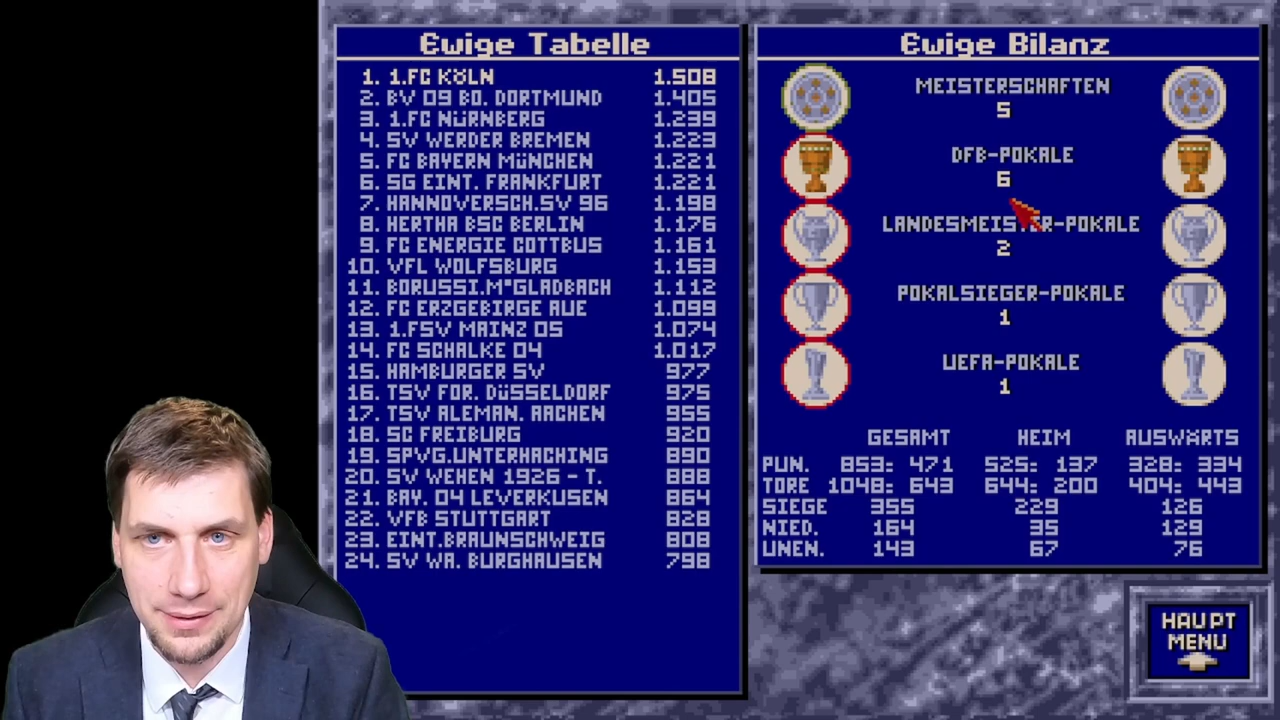 Ewige Tabelle
1. 1.FC KÖLN 1.508
2. BV 09 BO. DORTMUND 1.405
3. 1.FC NÜRNBERG 1.239
4. SV WERDER BREMEN 1.223
5. FC BAYERN MÜNCHEN 1.221
6. SG EINT. FRANKFURT 1.221
7. HANNOVERSCH.SV 96 1.198
8. HERTHA BSC BERLIN 1.176
9. FC ENERGIE COTTBUS 1.161
10. VFL WOLFSBURG 1.153
11. BORUSSI.M"GLADBACH 1.112
12. FC ERZGEBIRGE AUE 1.099
13. 1.FSV MAINZ 05 1.074
14. FC SCHALKE 04 1.017
15. HAMBURGER SV 977
16. TSV FOR. DÜSSELDORF 975
17. TSV ALEMAN. AACHEN 955
18. SC FREIBURG 920
19. SPVG.UNTERHACHING 890
20. SV WEHEN 1926 - T. 888
21. BAY. 04 LEVERKUSEN 864
22. VFB STUTTGART 828
23. EINT.BRAUNSCHWEIG 808
24. SV WA. BURGHAUSEN 798
Ewige Bilanz
MEISTERSCHAFTEN
5
DFB-POKALE
6
LANDESMEISTER-POKALE
2
POKALSIEGER-POKALE
1
UEFA-POKALE
1
GESAMT HEIM AUSWÄRTS
PUN. 853: 471 525: 137 328: 334
TORE 1048: 643 644: 200 404: 443
SIEGE 355 229 126
NIED. 164 35 129
UNEN. 143 67 76
HAUPT
MENU